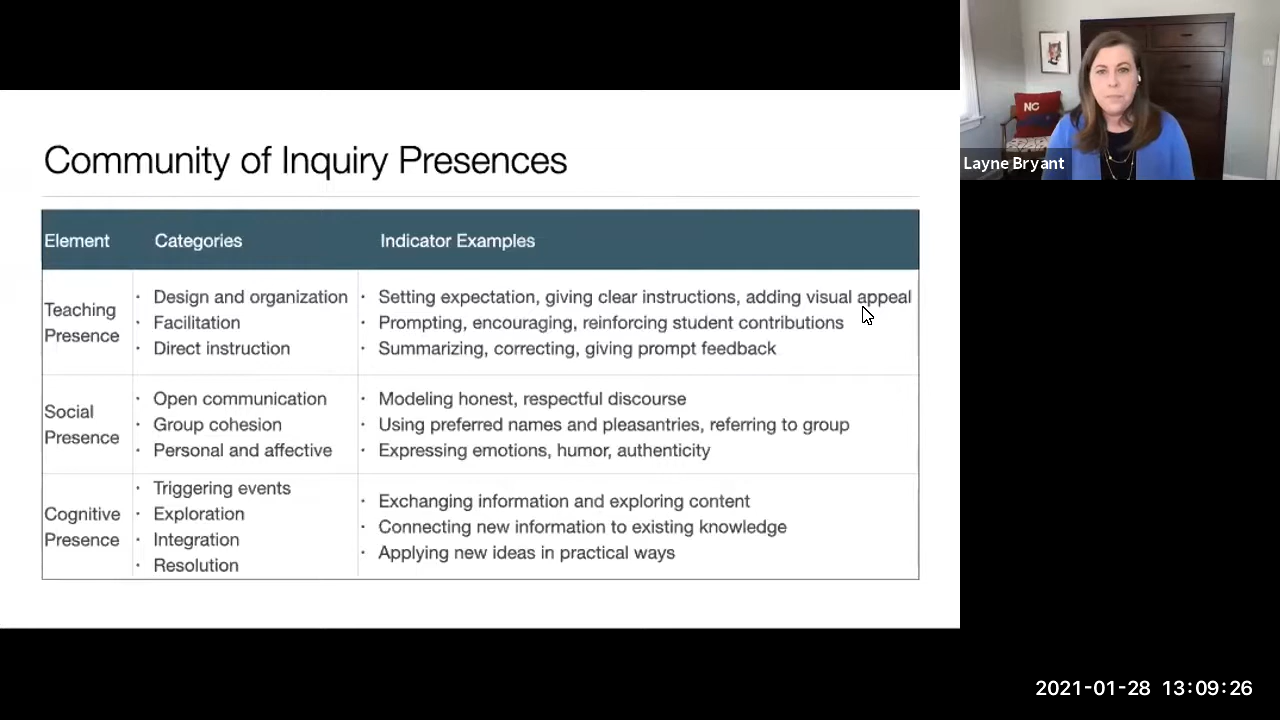 Community of Inquiry Presences
Element Categories Indicator Examples
Teaching Presence
· Design and organization
· Facilitation
· Direct instruction
· Setting expectation, giving clear instructions, adding visual appeal
· Prompting, encouraging, reinforcing student contributions
· Summarizing, correcting, giving prompt feedback
Social Presence
· Open communication
· Group cohesion
· Personal and affective
· Modeling honest, respectful discourse
· Using preferred names and pleasantries, referring to group
· Expressing emotions, humor, authenticity
Cognitive Presence
· Triggering events
· Exploration
· Integration
· Resolution
· Exchanging information and exploring content
· Connecting new information to existing knowledge
· Applying new ideas in practical ways
NC
Layne Bryant
2021-01-28 13:09:26